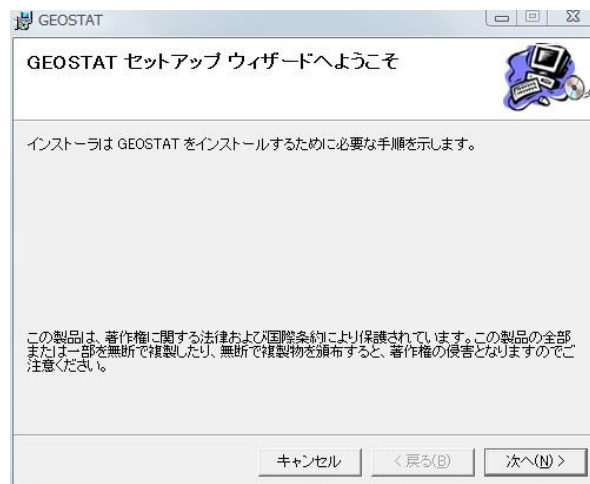 GEOSTAT
GEOSTAT セットアップ ウィザードへようこそ
インストーラは GEOSTAT をインストールするために必要な手順を示します。
この製品は、著作権に関する法律および国際条約により保護されています。この製品の全部
または一部を無断で複製したり、無断で複製物を頒布すると、著作権の侵害となりますのでご
注意ください。
キャンセル
< 戻る(B)
次へ(N) >